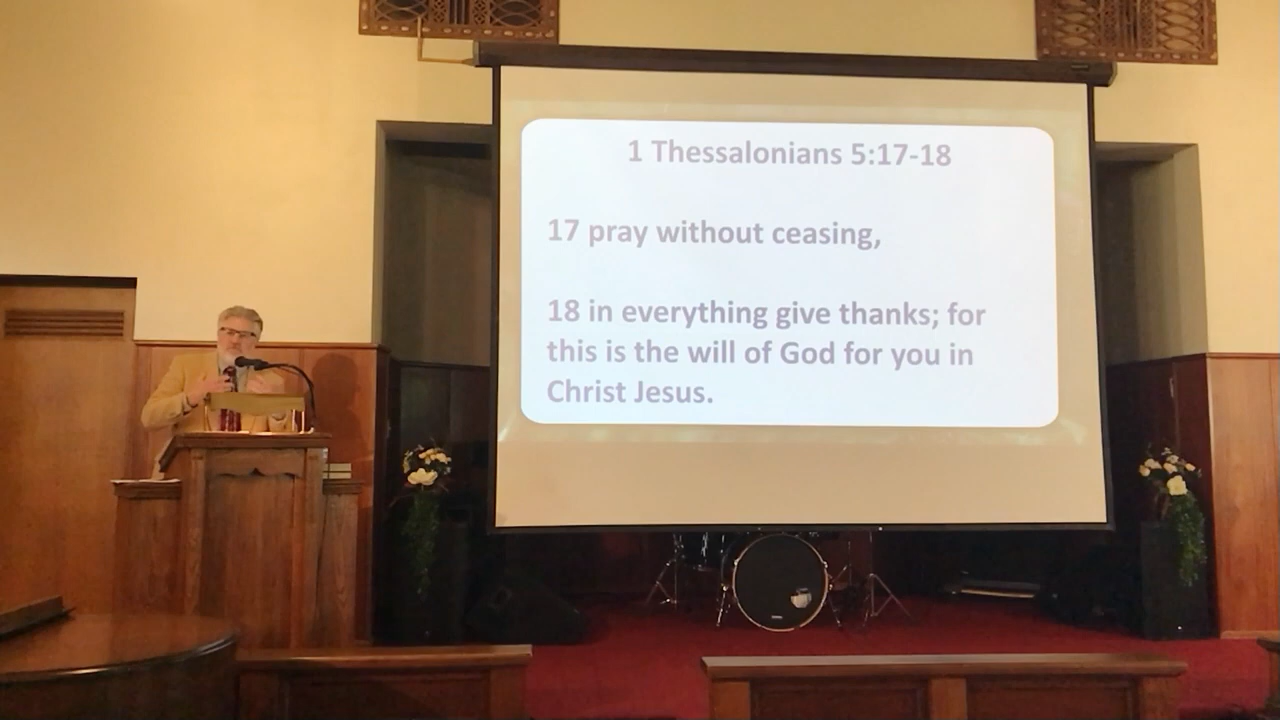 1 Thessalonians 5:17-18
17 pray without ceasing,
18 in everything give thanks; for
this is the will of God for you in
Christ Jesus.